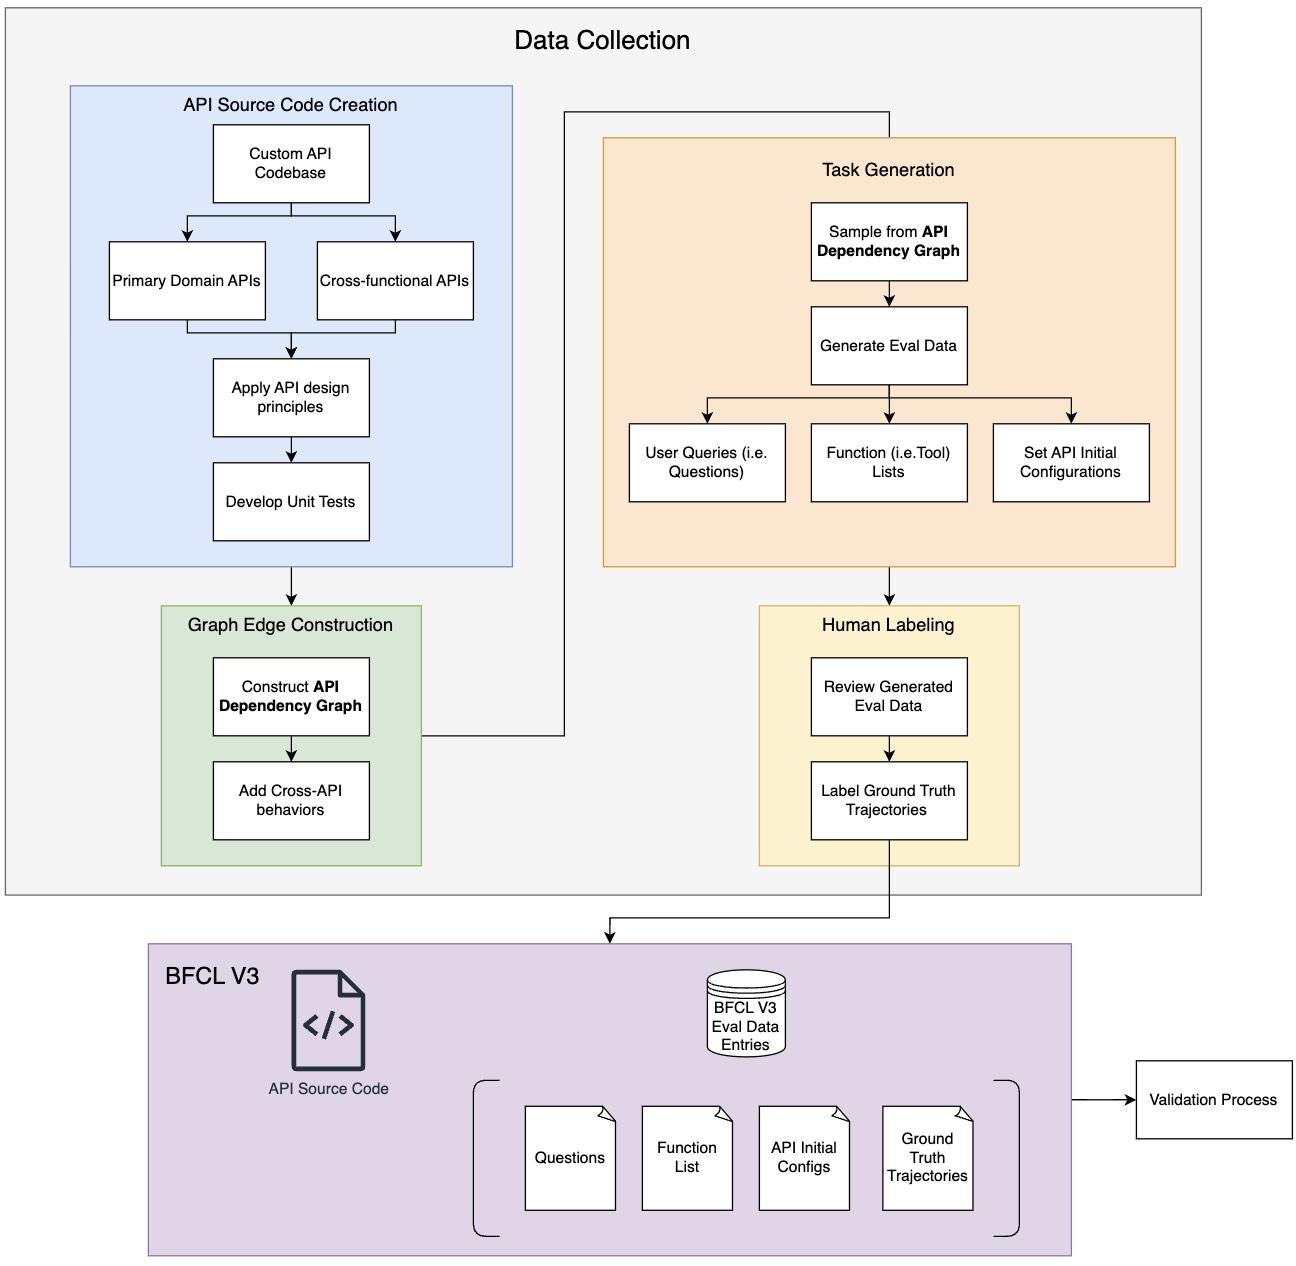 Data Collection
API Source Code Creation
Custom API
Codebase
Primary Domain APIs
Cross-functional APIs
Apply API design
principles
Develop Unit Tests
Graph Edge Construction
Construct API
Dependency Graph
Add Cross-API
behaviors
Task Generation
Sample from API
Dependency Graph
Generate Eval Data
User Queries (i.e.
Questions)
Function (i.e.Tool)
Lists
Set API Initial
Configurations
Human Labeling
Review Generated
Eval Data
Label Ground Truth
Trajectories
BFCL V3
</>
API Source Code
BFCL V3
Eval Data
Entries
Questions
Function
List
API Initial
Configs
Ground
Truth
Trajectories
Validation Process